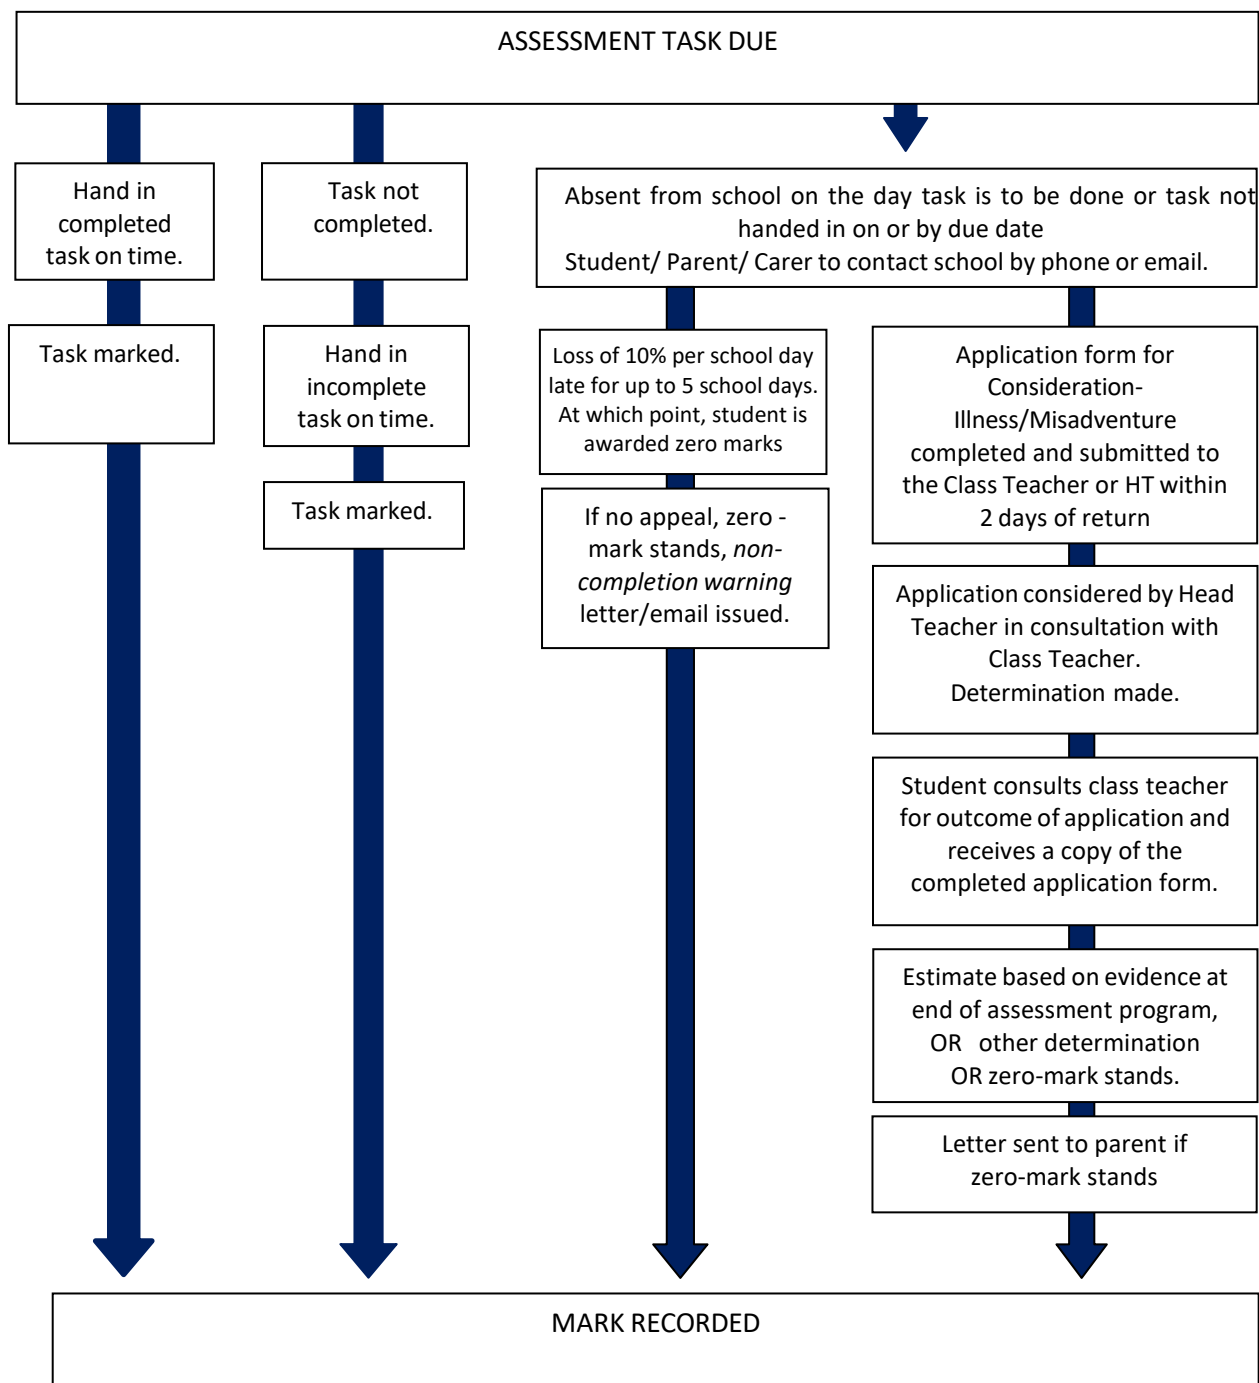 ASSESSMENT TASK DUE
Hand in
completed
task on time.
Task marked.
Task not
completed.
Hand in
incomplete
task on time.
Task marked.
Absent from school on the day task is to be done or task not
handed in on or by due date
Student/ Parent/ Carer to contact school by phone or email.
Loss of 10% per school day
late for up to 5 school days.
At which point, student is
awarded zero marks
If no appeal, zero -
mark stands, non-
completion warning
letter/email issued.
Application form for
Consideration-
Illness/Misadventure
completed and submitted to
the Class Teacher or HT within
2 days of return
Application considered by Head
Teacher in consultation with
Class Teacher.
Determination made.
Student consults class teacher
for outcome of application and
receives a copy of the
completed application form.
Estimate based on evidence at
end of assessment program,
OR other determination
OR zero-mark stands.
Letter sent to parent if
zero-mark stands
MARK RECORDED